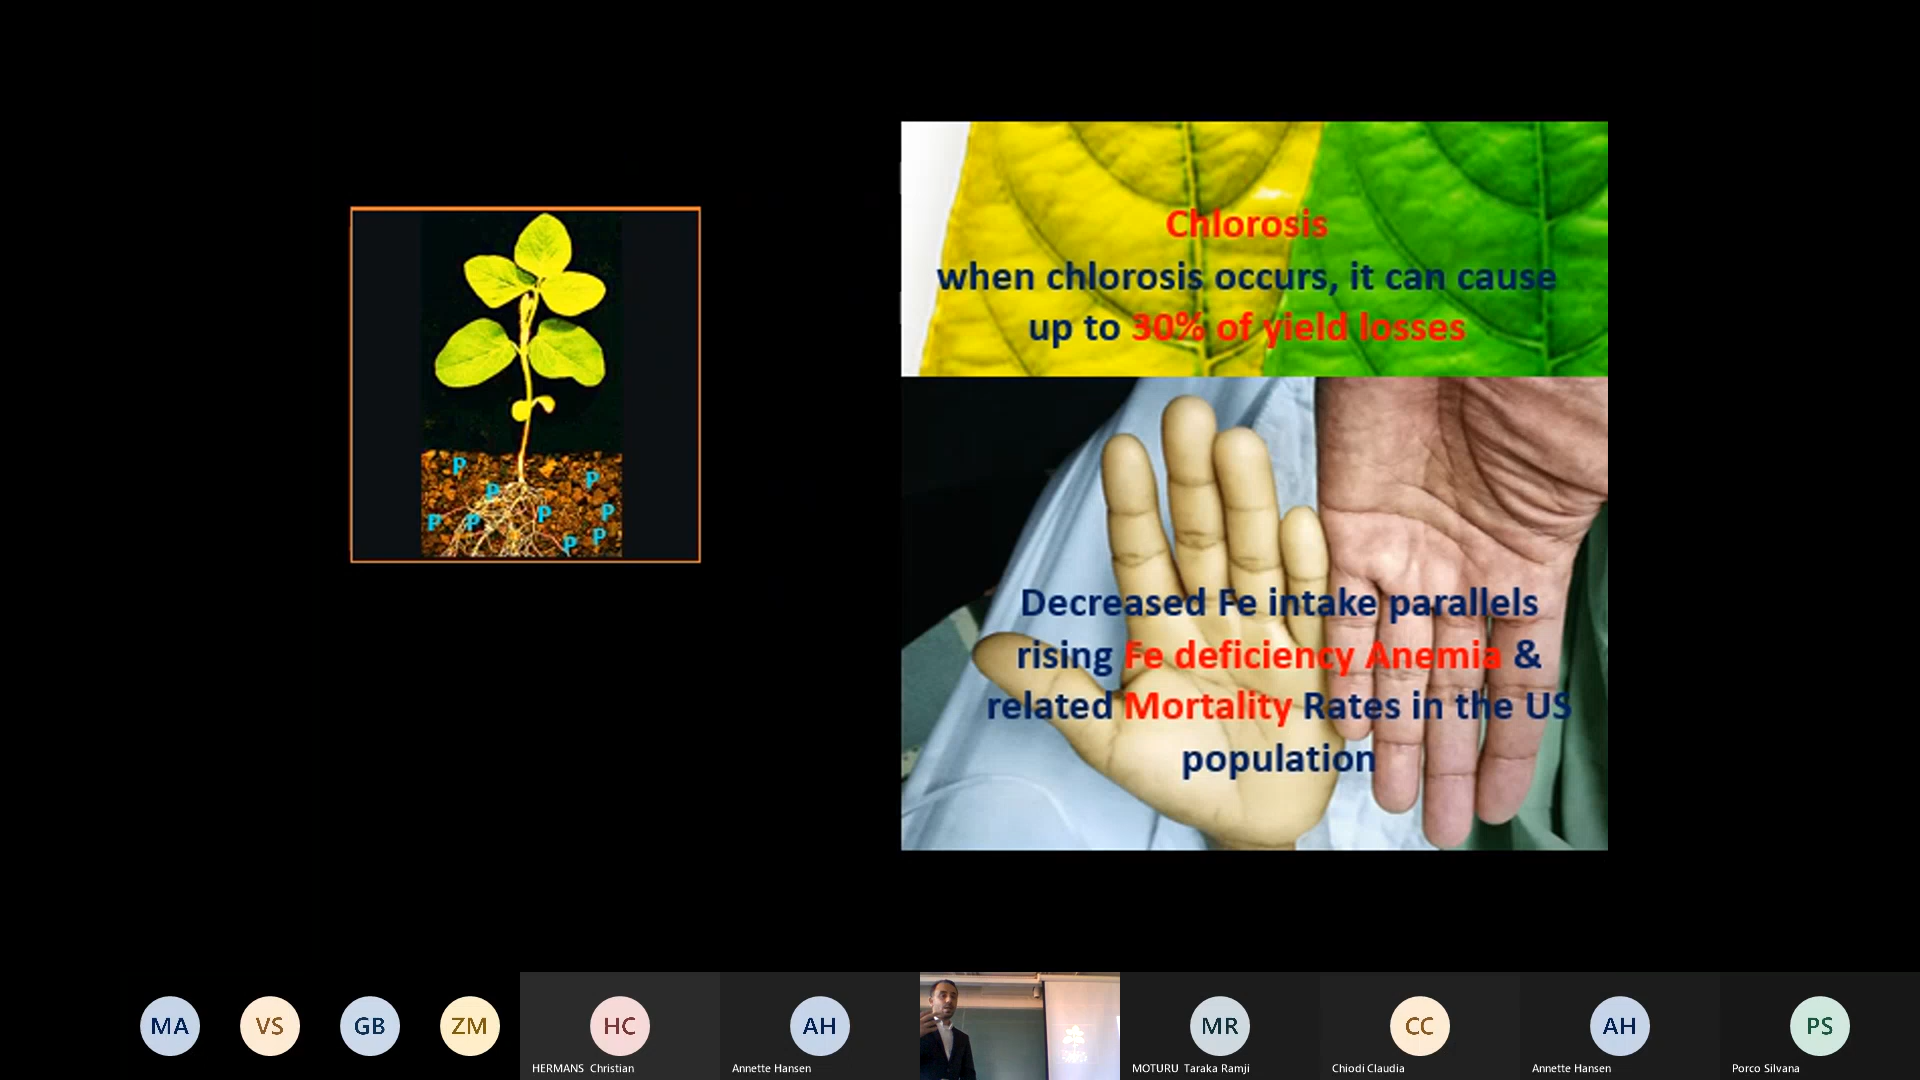 Chlorosis
when chlorosis occurs, it can cause
up to 30% of yield losses
P
P
P
P
P
P
P
P
P
Decreased Fe intake parallels
rising Fe deficiency Anemia &
related Mortality Rates in the US
population
MA
VS
GB
ZM
HC
AH
MR
CC
AH
PS
HERMANS Christian
Annette Hansen
MOTURU Taraka Ramji
Chiodi Claudia
Annette Hansen
Porco Silvana